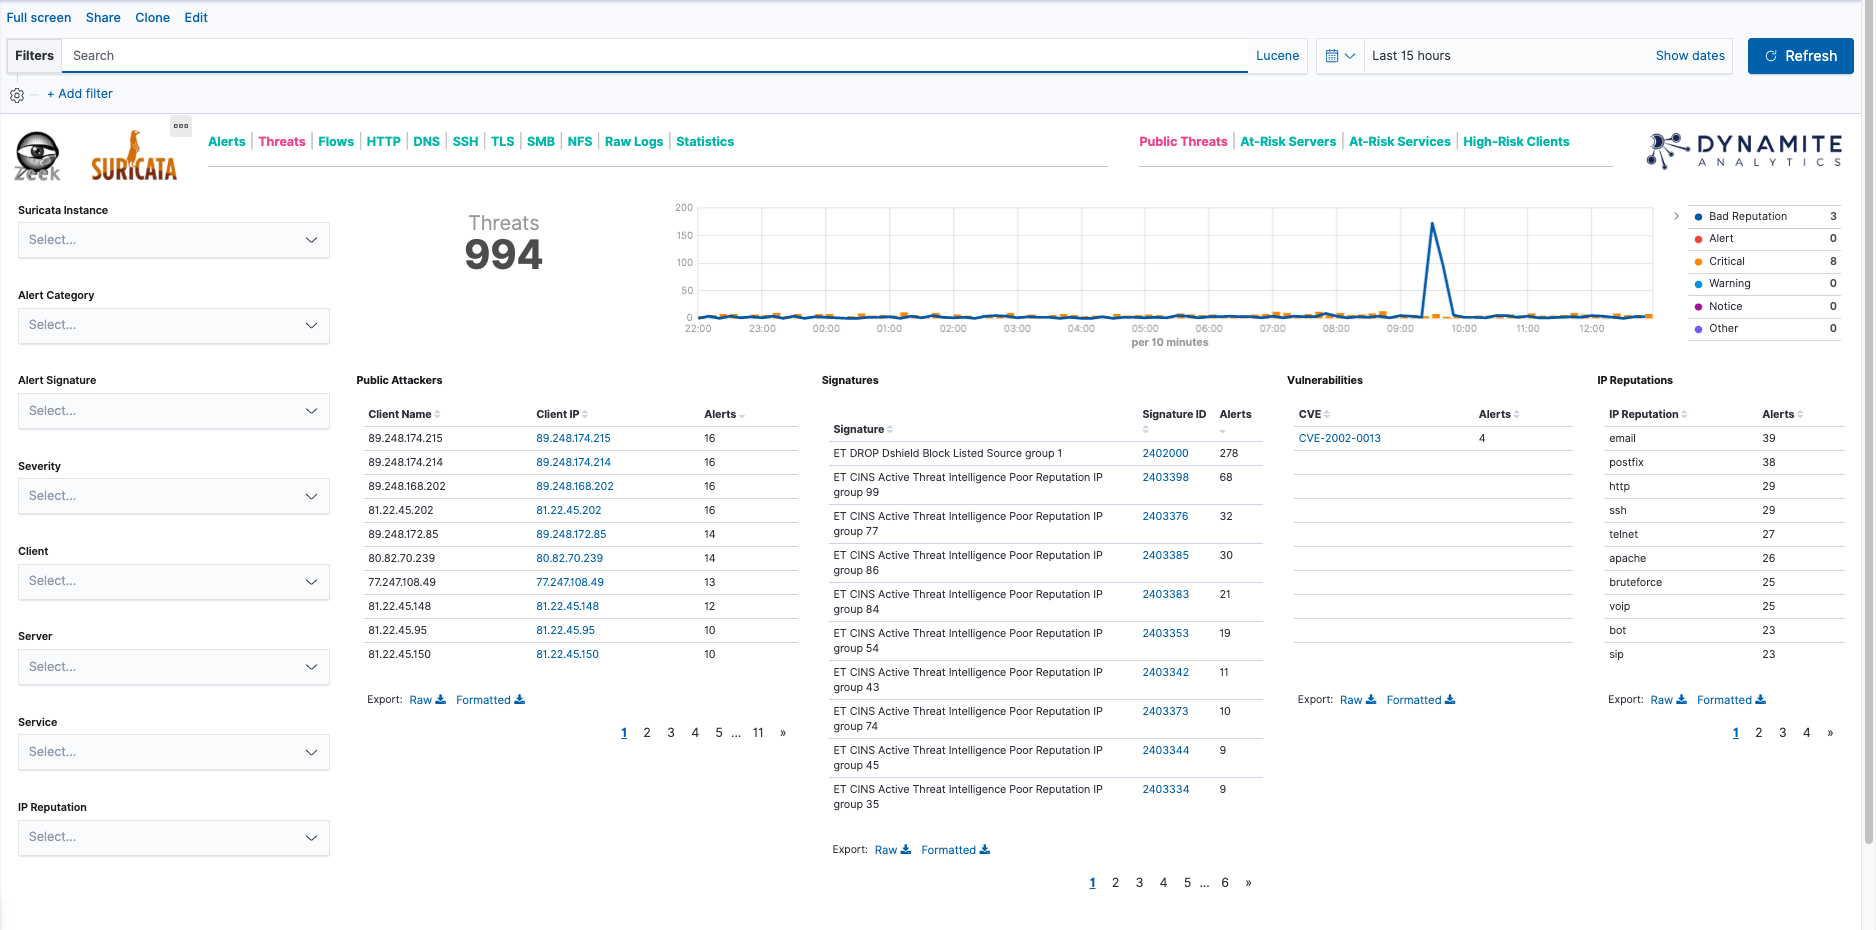 Full screen Share Clone Edit
Filters Search Lucene Last 15 hours Show dates Refresh
+ Add filter
zeek
SURICATA
Alerts Threats Flows HTTP DNS SSH TLS SMB NFS Raw Logs Statistics
Public Threats At-Risk Servers At-Risk Services High-Risk Clients
DYNAMITE
ANALYTICS
Suricata Instance
Select...
Alert Category
Select...
Alert Signature
Select...
Severity
Select...
Client
Select...
Server
Select...
Service
Select...
IP Reputation
Select...
Threats
994
200
150
100
50
0
22:00 23:00 00:00 01:00 02:00 03:00 04:00 05:00 06:00 07:00 08:00 09:00 10:00 11:00 12:00
per 10 minutes
Bad Reputation 3
Alert 0
Critical 8
Warning 0
Notice 0
Other 0
Public Attackers
Client Name Client IP Alerts
89.248.174.215 89.248.174.215 16
89.248.174.214 89.248.174.214 16
89.248.168.202 89.248.168.202 16
81.22.45.202 81.22.45.202 16
89.248.172.85 89.248.172.85 14
80.82.70.239 80.82.70.239 14
77.247.108.49 77.247.108.49 13
81.22.45.148 81.22.45.148 12
81.22.45.95 81.22.45.95 10
81.22.45.150 81.22.45.150 10
Export: Raw Formatted
1 2 3 4 5 ... 11 »
Signatures
Signature Signature ID Alerts
ET DROP Dshield Block Listed Source group 1 2402000 278
ET CINS Active Threat Intelligence Poor Reputation IP 2403398 68
group 99
ET CINS Active Threat Intelligence Poor Reputation IP 2403376 32
group 77
ET CINS Active Threat Intelligence Poor Reputation IP 2403385 30
group 86
ET CINS Active Threat Intelligence Poor Reputation IP 2403383 21
group 84
ET CINS Active Threat Intelligence Poor Reputation IP 2403353 19
group 54
ET CINS Active Threat Intelligence Poor Reputation IP 2403342 11
group 43
ET CINS Active Threat Intelligence Poor Reputation IP 2403373 10
group 74
ET CINS Active Threat Intelligence Poor Reputation IP 2403344 9
group 45
ET CINS Active Threat Intelligence Poor Reputation IP 2403334 9
group 35
Export: Raw Formatted
1 2 3 4 5 ... 6 »
Vulnerabilities
CVE Alerts
CVE-2002-0013 4
Export: Raw Formatted
IP Reputations
IP Reputation Alerts
email 39
postfix 38
http 29
ssh 29
telnet 27
apache 26
bruteforce 25
voip 25
bot 23
sip 23
Export: Raw Formatted
1 2 3 4 »